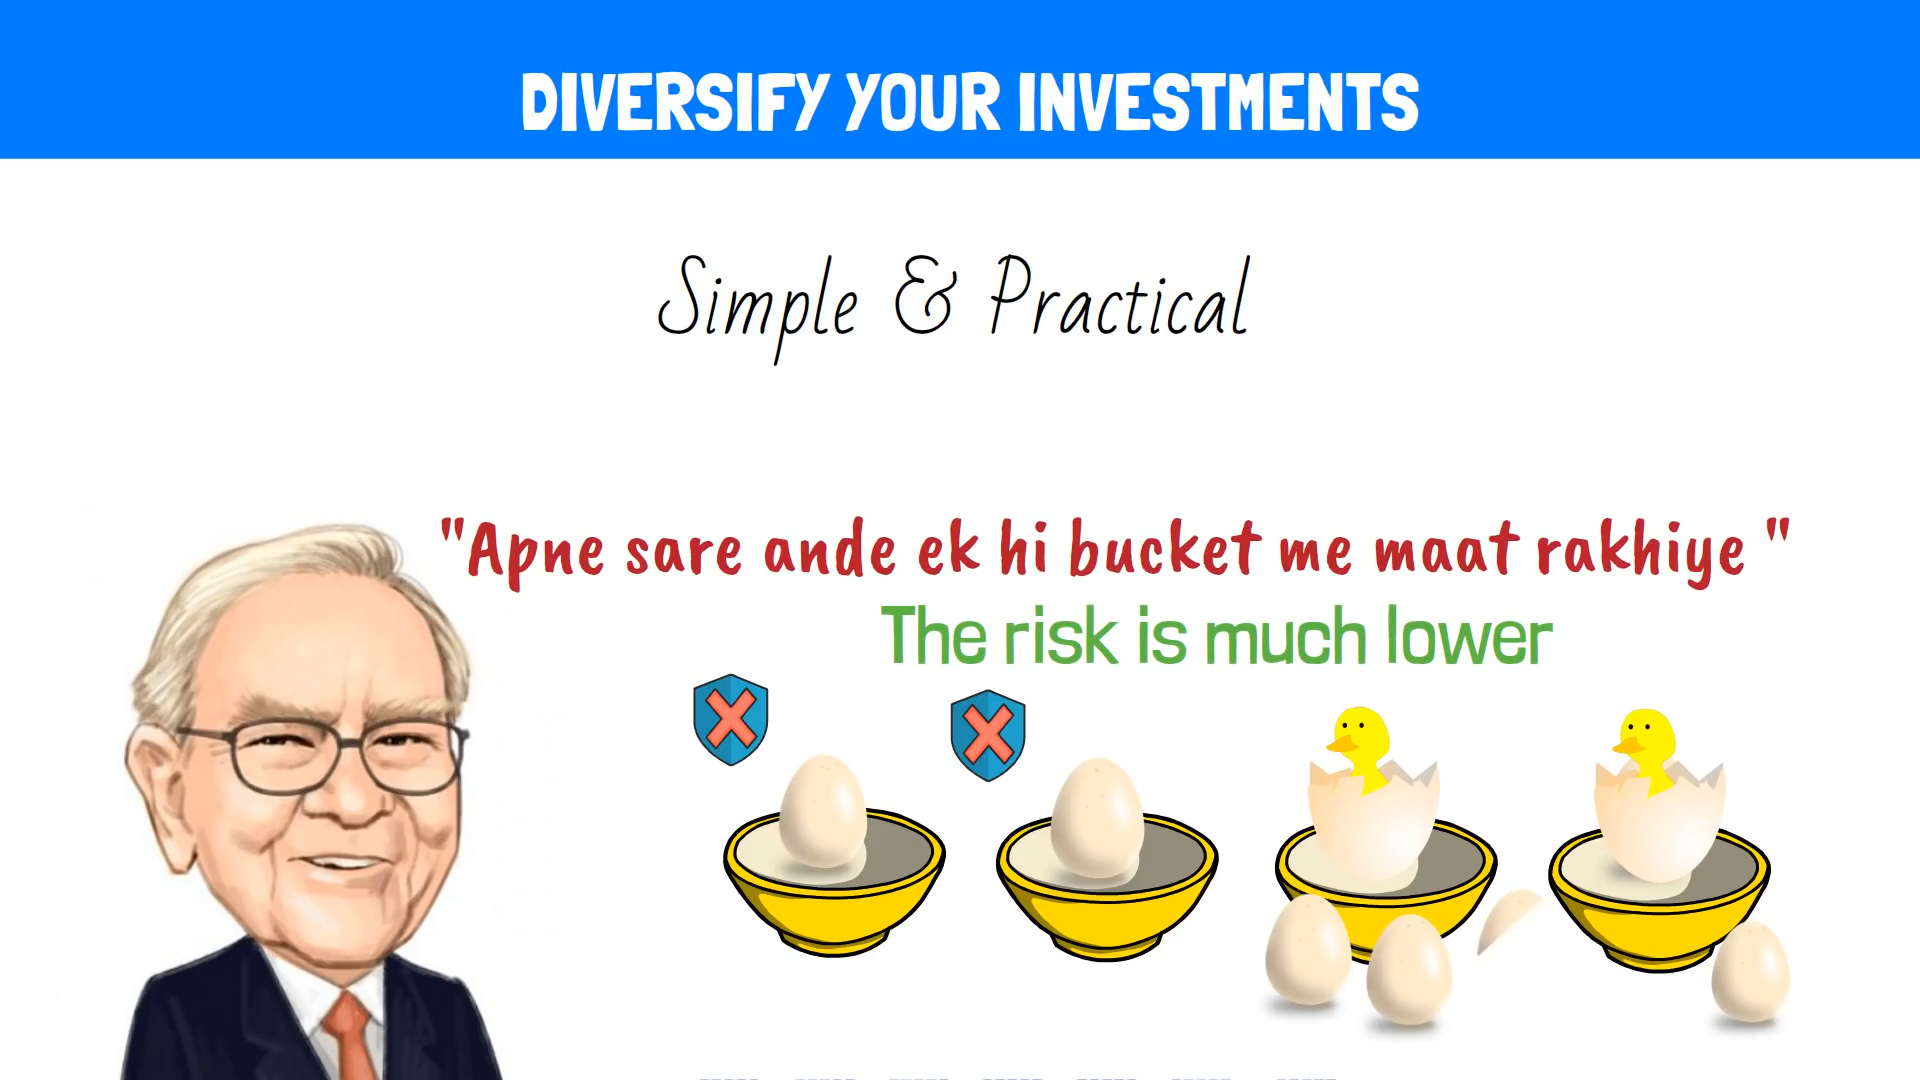 DIVERSIFY YOUR INVESTMENTS
Simple & Practical
"Apne sare ande ek hi bucket me maat rakhiye "
The risk is much lower